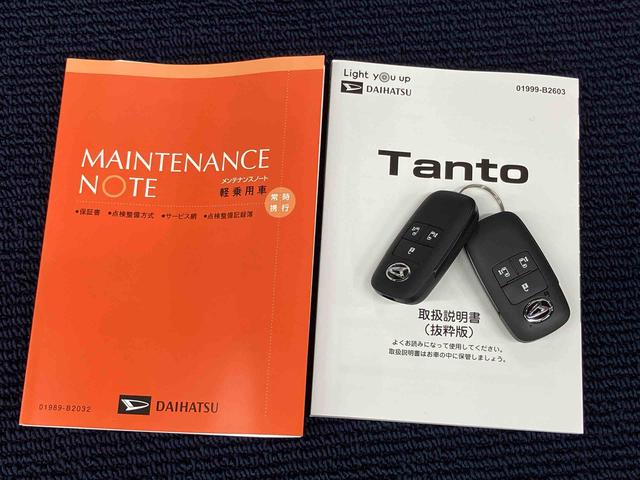 MAINTENANCE
NOTE
メンテナンスノート
軽乗用車
常時
携行
●保証書 ●点検整備方式 ●サービス網 ●点検整備記録簿
01989-B2032
DAIHATSU
Light you up
DAIHATSU
01999-B2603
Tanto
取扱説明書
(抜粋版)
よくお読みになって使用してください。
取扱説明書はお車の中に保管しましょう。